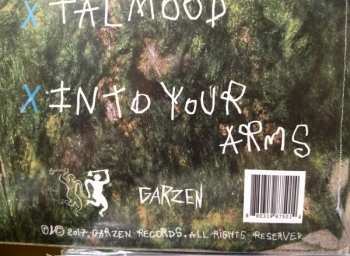 X TALMOOD
X INTO YOUR
ARMS
GARZEN
℗© 2017, GARZEN RECORDS. ALL RIGHTS RESERVED